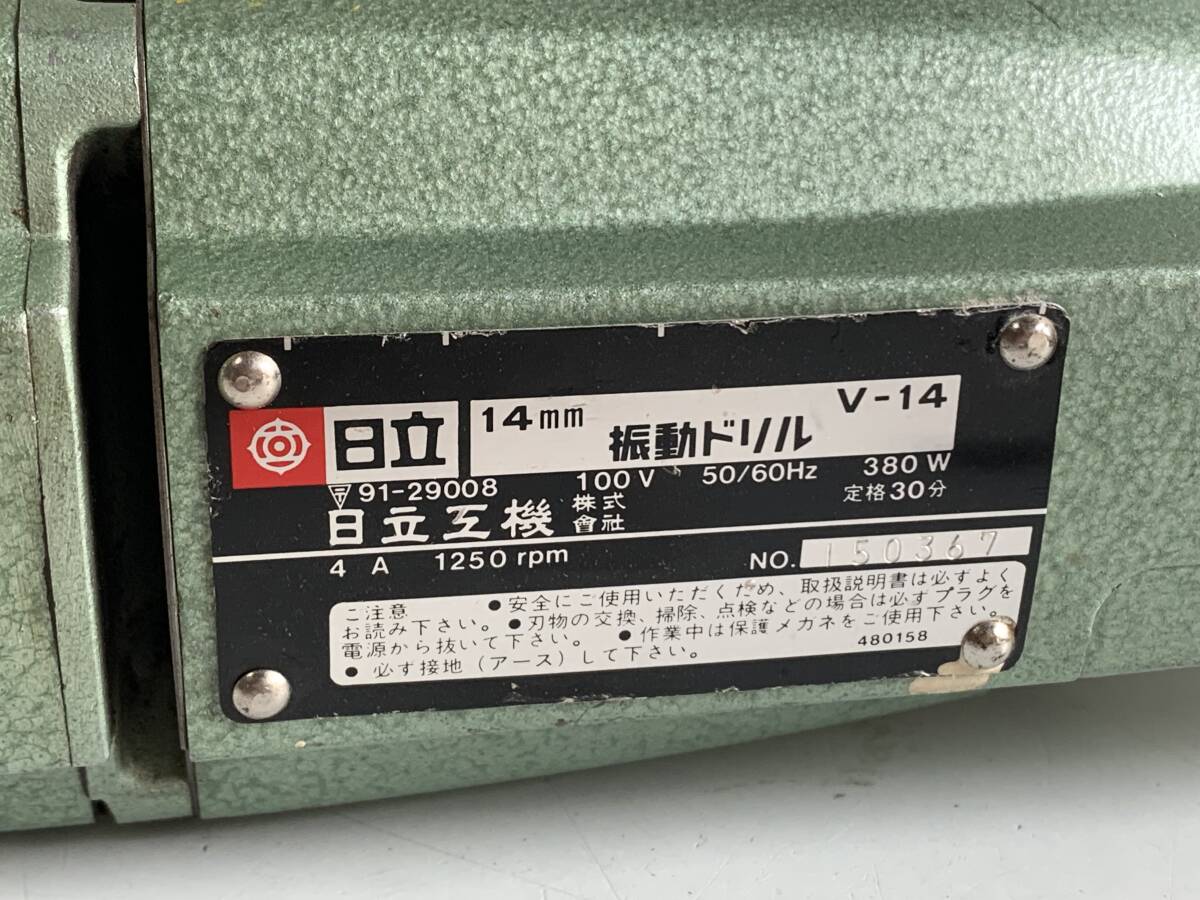 日立 14mm 振動ドリル V-14
91-29008 100V 50/60Hz 380W
日立工機 株式會社 定格30分
4 A 1250 rpm NO. 150367
ご注意 ●安全にご使用いただくため、取扱説明書は必ずよく
お読み下さい。●刃物の交換、掃除、点検などの場合は必ずプラグを
電源から抜いて下さい。●作業中は保護メガネをご使用下さい。
●必ず接地(アース)して下さい。 480158